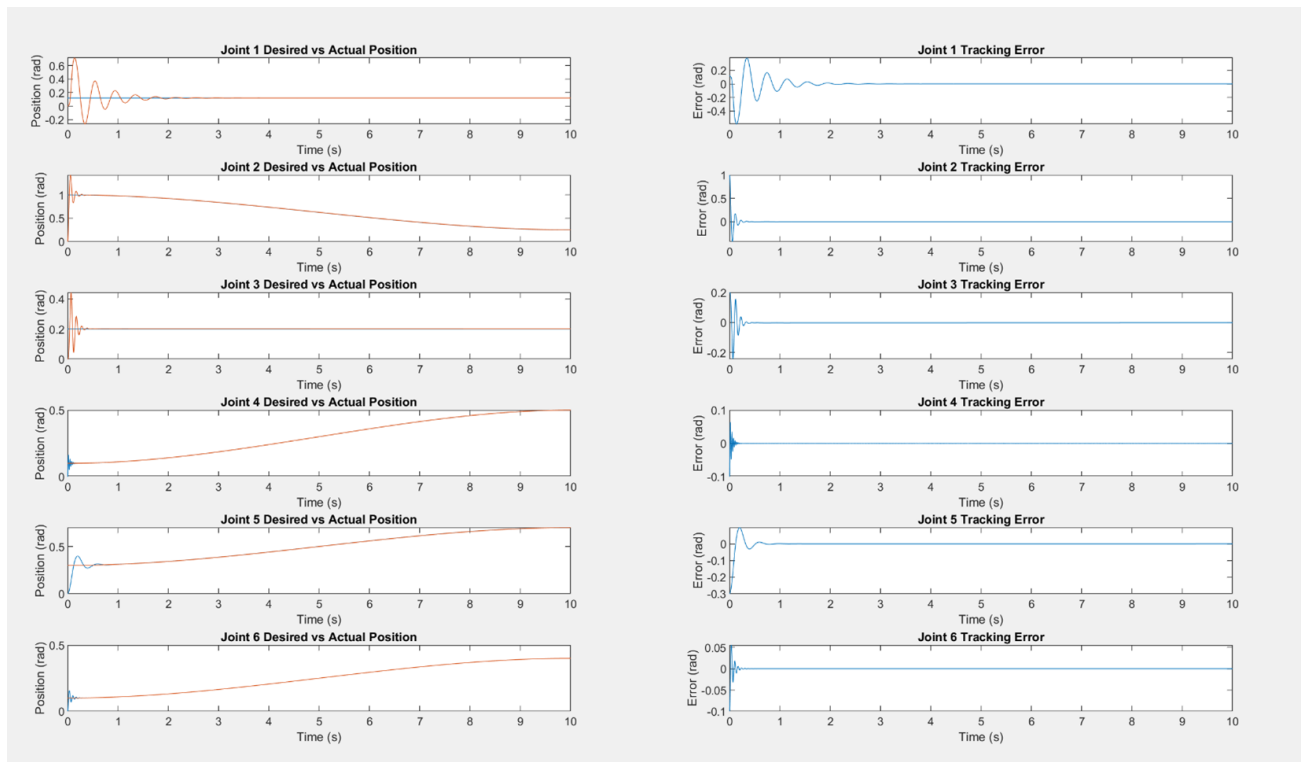 Joint 1 Desired vs Actual Position
Position (rad)
0.6
0.4
0.2
0
-0.2
0 1 2 3 4 5 6 7 8 9 10
Time (s)
Joint 1 Tracking Error
Error (rad)
0.2
0
-0.2
-0.4
0 1 2 3 4 5 6 7 8 9 10
Time (s)
Joint 2 Desired vs Actual Position
Position (rad)
1
0.5
0
0 1 2 3 4 5 6 7 8 9 10
Time (s)
Joint 2 Tracking Error
Error (rad)
1
0.5
0
0 1 2 3 4 5 6 7 8 9 10
Time (s)
Joint 3 Desired vs Actual Position
Position (rad)
0.4
0.2
0
0 1 2 3 4 5 6 7 8 9 10
Time (s)
Joint 3 Tracking Error
Error (rad)
0.2
0
-0.2
0 1 2 3 4 5 6 7 8 9 10
Time (s)
Joint 4 Desired vs Actual Position
Position (rad)
0.5
0
0 1 2 3 4 5 6 7 8 9 10
Time (s)
Joint 4 Tracking Error
Error (rad)
0.1
0
-0.1
0 1 2 3 4 5 6 7 8 9 10
Time (s)
Joint 5 Desired vs Actual Position
Position (rad)
0.5
0
0 1 2 3 4 5 6 7 8 9 10
Time (s)
Joint 5 Tracking Error
Error (rad)
0
-0.1
-0.2
-0.3
0 1 2 3 4 5 6 7 8 9 10
Time (s)
Joint 6 Desired vs Actual Position
Position (rad)
0.5
0
0 1 2 3 4 5 6 7 8 9 10
Time (s)
Joint 6 Tracking Error
Error (rad)
0.05
0
-0.05
-0.1
0 1 2 3 4 5 6 7 8 9 10
Time (s)